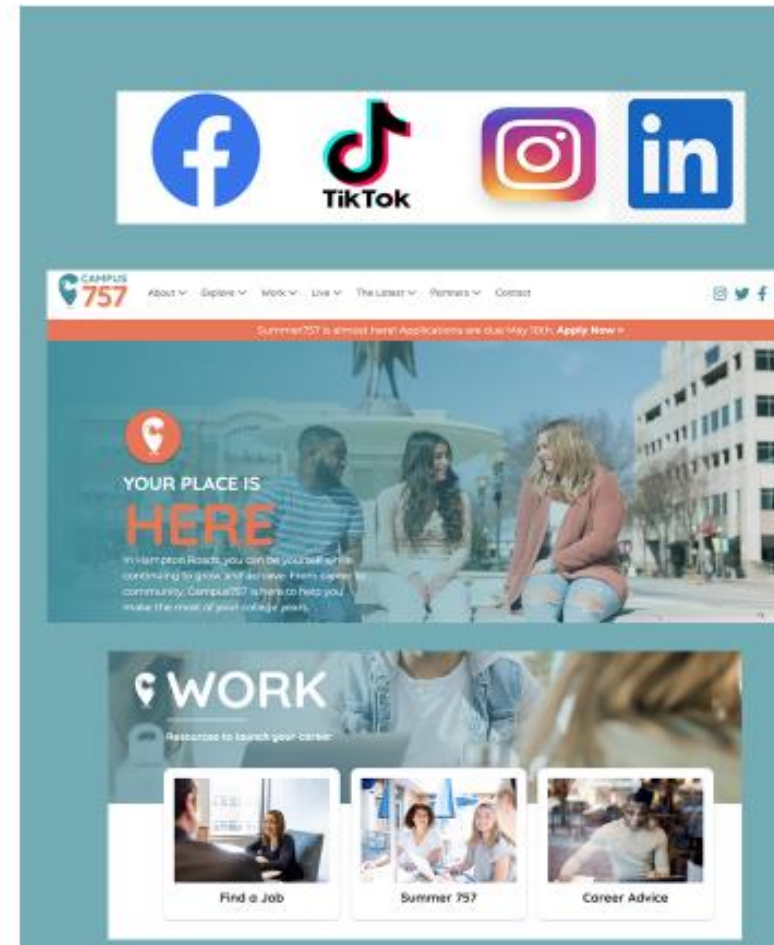 TikTok
CAMPUS
757
About Explore Work Live The Latest Partners Contact
Summer757 is almost here! Applications are due May 10th. Apply Now »
YOUR PLACE IS
HERE
In Hampton Roads, you can be yourself while
continuing to grow and achieve. From career to
community, Campus757 is here to help you
make the most of your college years.
WORK
Resources to launch your career
Find a Job
Summer 757
Career Advice